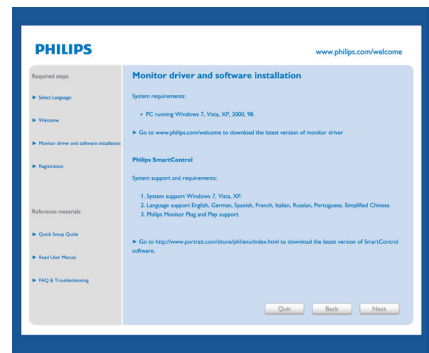 PHILIPS
www.philips.com/welcome
Required steps
► Select Language:
► Welcome
► Monitor driver and software installation
► Registration
Reference materials
► Quick Setup Guide
► Read User Manual
► FAQ & Troubleshooting
Monitor driver and software installation
System requirements:
• PC running Windows 7, Vista, XP, 2000, 98.
► Go to www.philips.com/welcome to download the latest version of monitor driver
Philips SmartControl
System support and requirements:
1. System support Windows 7, Vista, XP.
2. Language support English, German, Spanish, French, Italian, Russian, Portuguese, Simplified Chinese
3. Philips Monitor Plug and Play support
► Go to http://www.portrait.com/dtune/phl/enu/index.html to download the latest version of SmartControl
software.
Quit
Back
Next